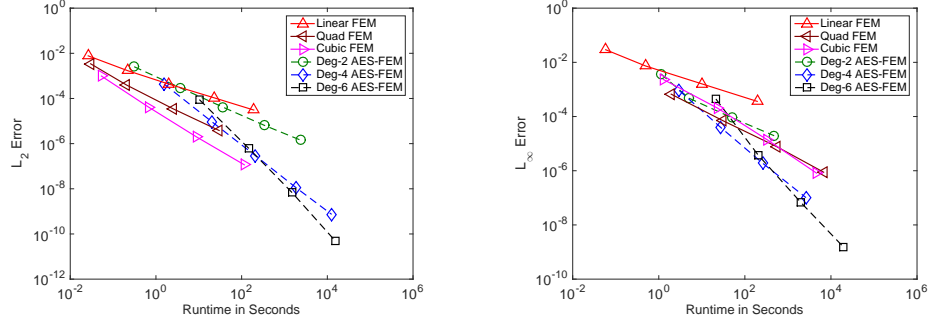 10^0
10^-2
10^-4
10^-6
10^-8
10^-10
10^-12
L_2 Error
Linear FEM
Quad FEM
Cubic FEM
Deg-2 AES-FEM
Deg-4 AES-FEM
Deg-6 AES-FEM
10^-2 10^0 10^2 10^4 10^6
Runtime in Seconds
10^0
10^-2
10^-4
10^-6
10^-8
10^-10
L_∞ Error
Linear FEM
Quad FEM
Cubic FEM
Deg-2 AES-FEM
Deg-4 AES-FEM
Deg-6 AES-FEM
10^-2 10^0 10^2 10^4 10^6
Runtime in Seconds